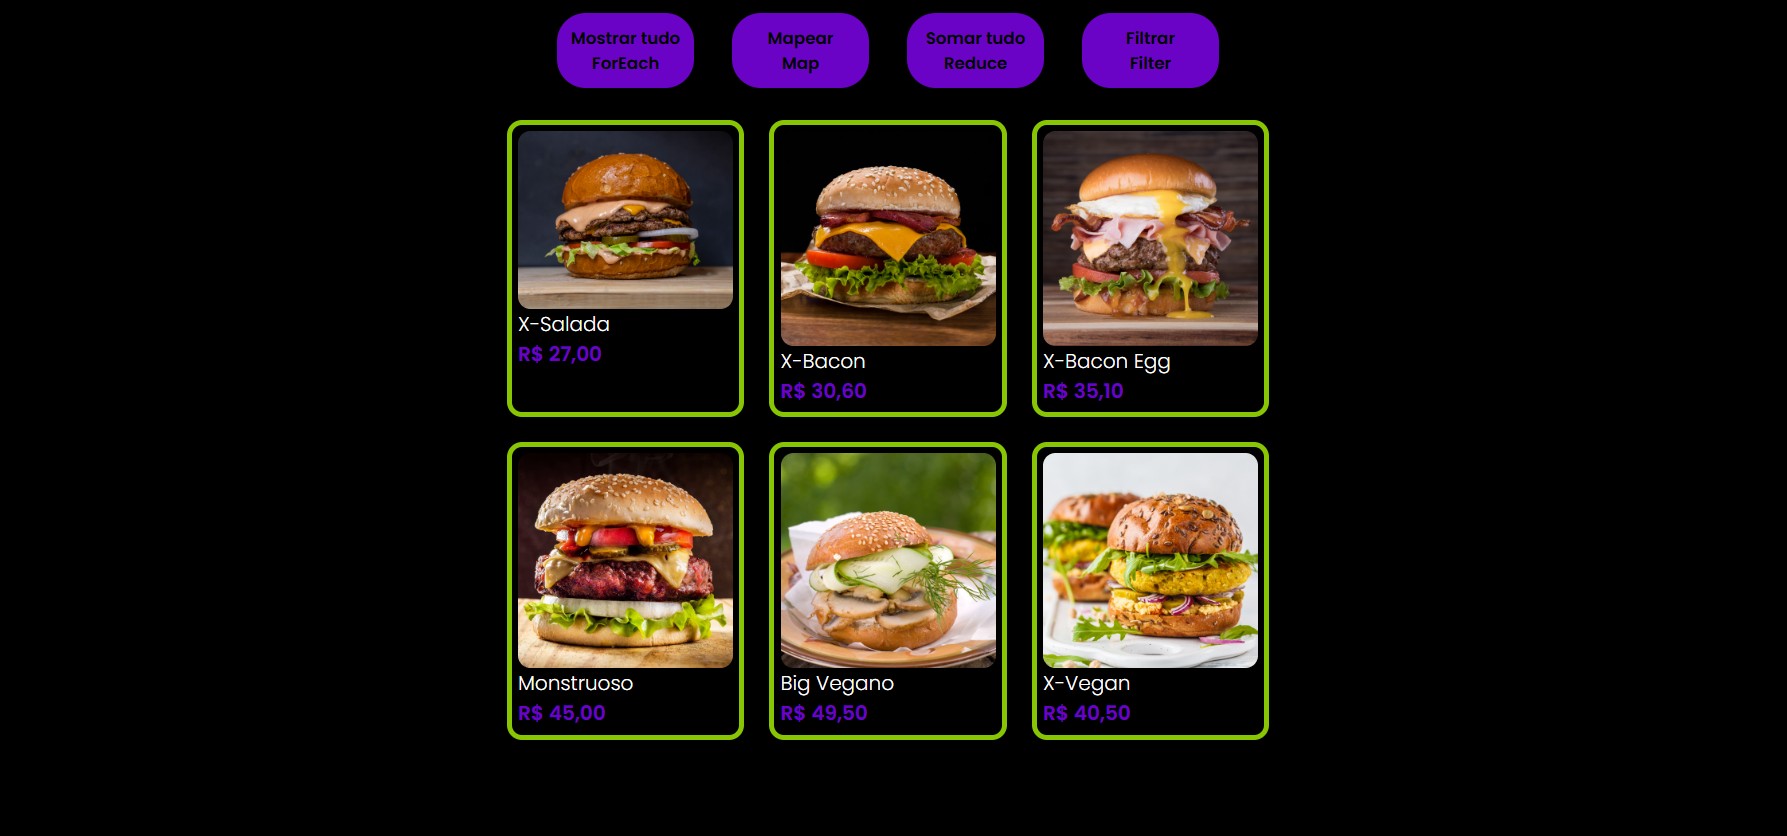 Mostrar tudo
ForEach
Mapear
Map
Somar tudo
Reduce
Filtrar
Filter
X-Salada
R$ 27,00
X-Bacon
R$ 30,60
X-Bacon Egg
R$ 35,10
Monstruoso
R$ 45,00
Big Vegano
R$ 49,50
X-Vegan
R$ 40,50